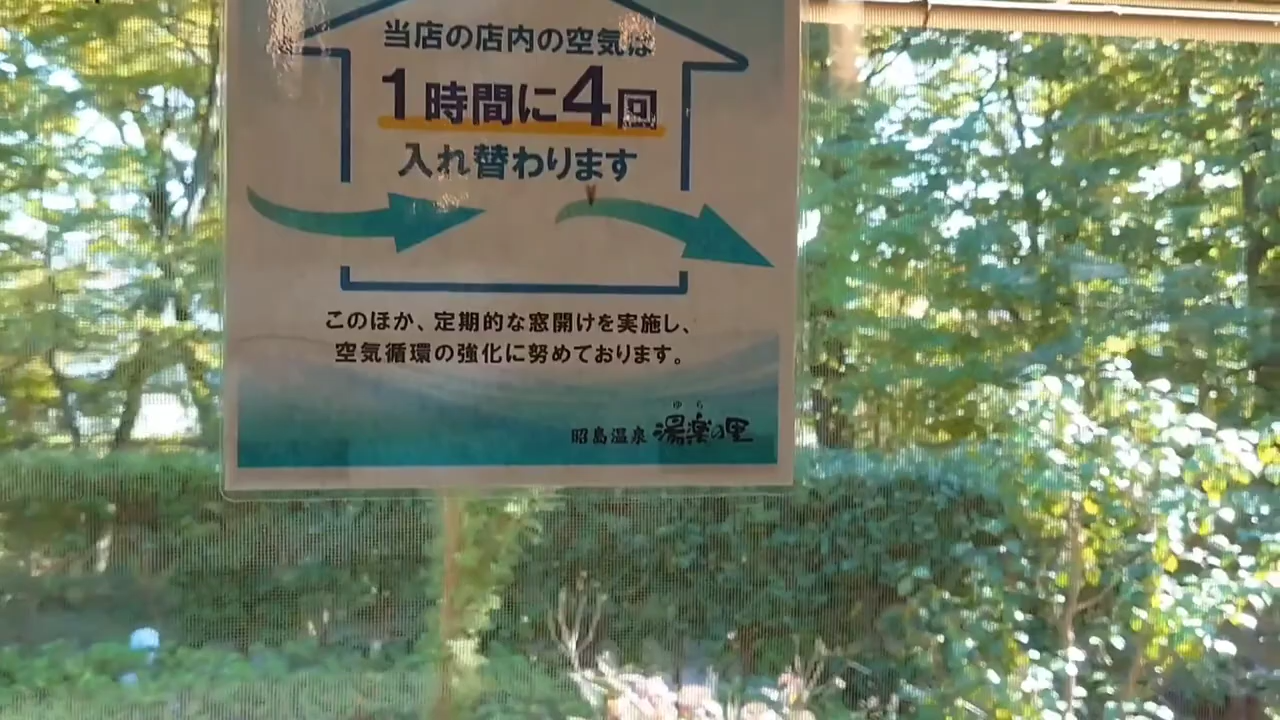 当店の店内の空気は
1時間に4回
入れ替わります
このほか、定期的な窓開けを実施し、
空気循環の強化に努めております。
ゆら
昭島温泉 湯楽の里